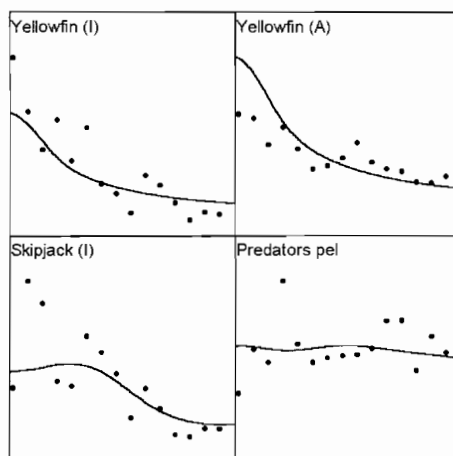 Yellowfin (I)
Yellowfin (A)
Skipjack (I)
Predators pel